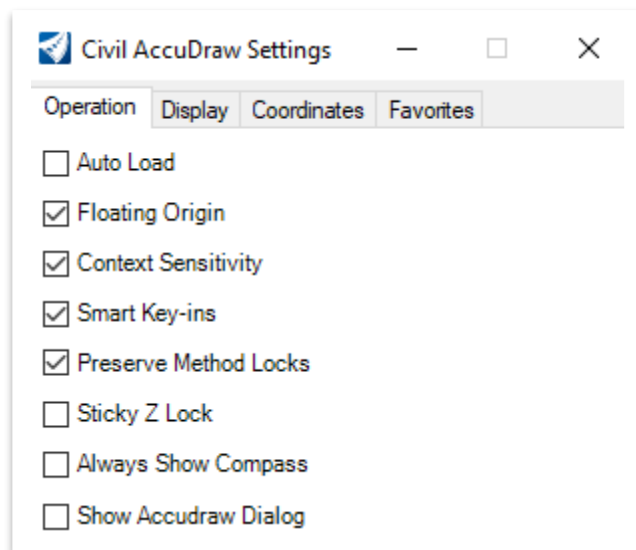 Civil AccuDraw Settings
Operation Display Coordinates Favorites
Auto Load
Floating Origin
Context Sensitivity
Smart Key-ins
Preserve Method Locks
Sticky Z Lock
Always Show Compass
Show Accudraw Dialog